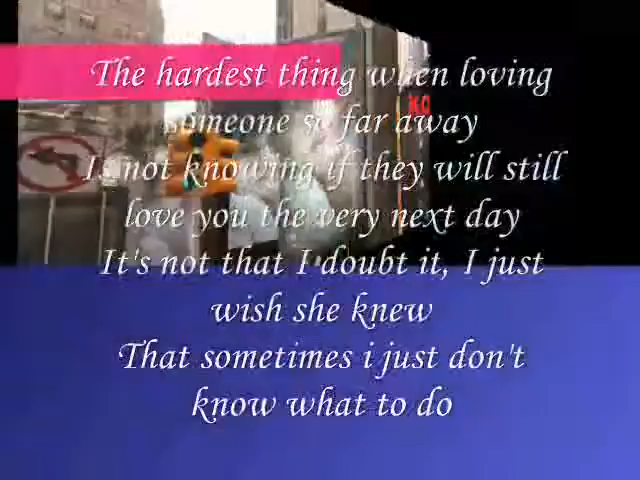 The hardest thing when loving
someone so far away
Is not knowing if they will still
love you the very next day
It's not that I doubt it, I just
wish she knew
That sometimes i just don't
know what to do